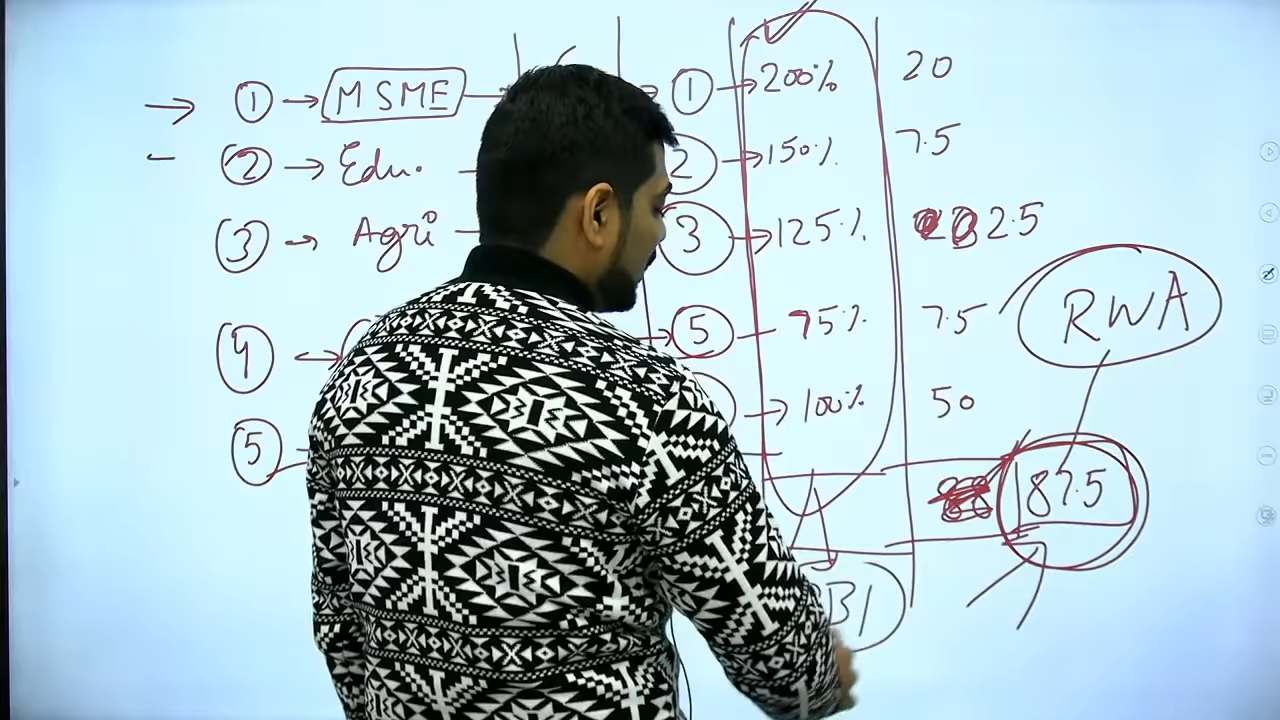 1 → MSME 1 → 200% 20
2 → Edu. 2 → 150% 7.5
3 → Agri 3 → 125% 2.5
RWA
4 → 5 75% 7.5
→ 100% 50
5
87.5
BI